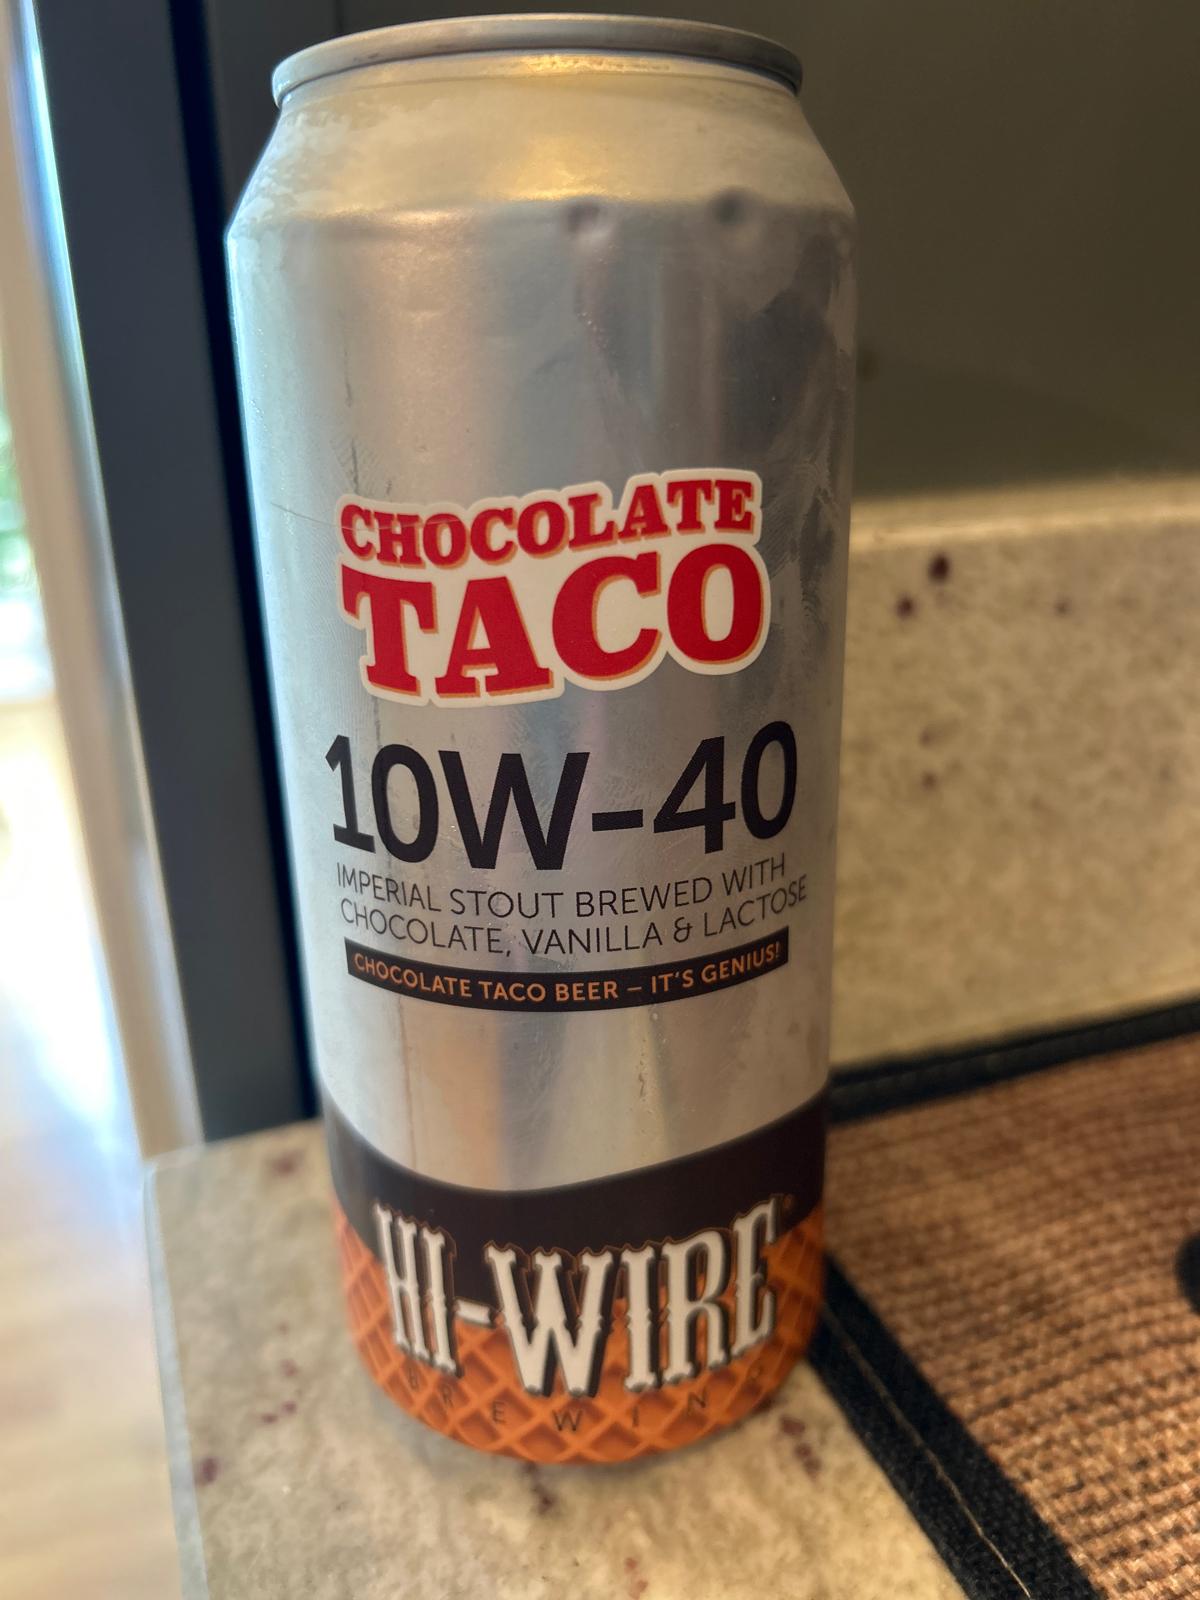 CHOCOLATE
TACO
10W-40
IMPERIAL STOUT BREWED WITH
CHOCOLATE, VANILLA & LACTOSE
CHOCOLATE TACO BEER – IT'S GENIUS!
HI-WIRE®
BREWING